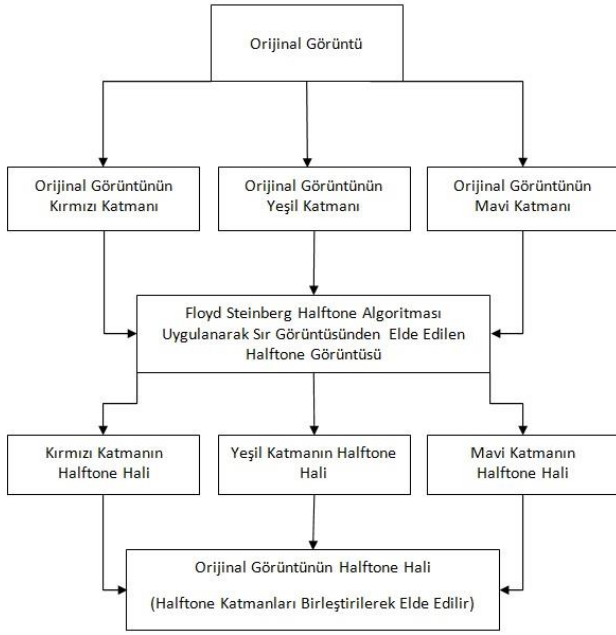 Orijinal Görüntü
Orijinal Görüntünün
Kırmızı Katmanı
Orijinal Görüntünün
Yeşil Katmanı
Orijinal Görüntünün
Mavi Katmanı
Floyd Steinberg Halftone Algoritması
Uygulanarak Sır Görüntüsünden Elde Edilen
Halftone Görüntüsü
Kırmızı Katmanın
Halftone Hali
Yeşil Katmanın Halftone
Hali
Mavi Katmanın
Halftone Hali
Orijinal Görüntünün Halftone Hali
(Halftone Katmanları Birleştirilerek Elde Edilir)